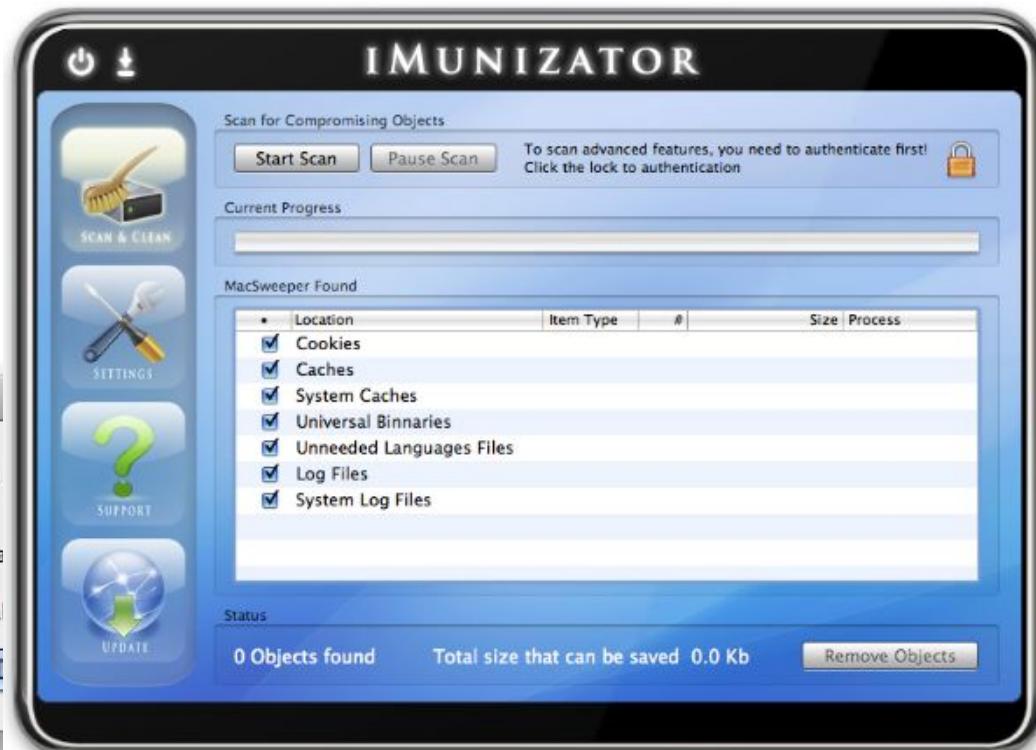 iMUNIZATOR
Scan for Compromising Objects
Start Scan Pause Scan To scan advanced features, you need to authenticate first!
Click the lock to authentication
SCAN & CLEAN
Current Progress
MacSweeper Found
• Location Item Type # Size Process
Cookies
Caches
System Caches
Universal Binnaries
Unneeded Languages Files
Log Files
System Log Files
SETTINGS
SUPPORT
UPDATE
Status
0 Objects found Total size that can be saved 0.0 Kb Remove Objects